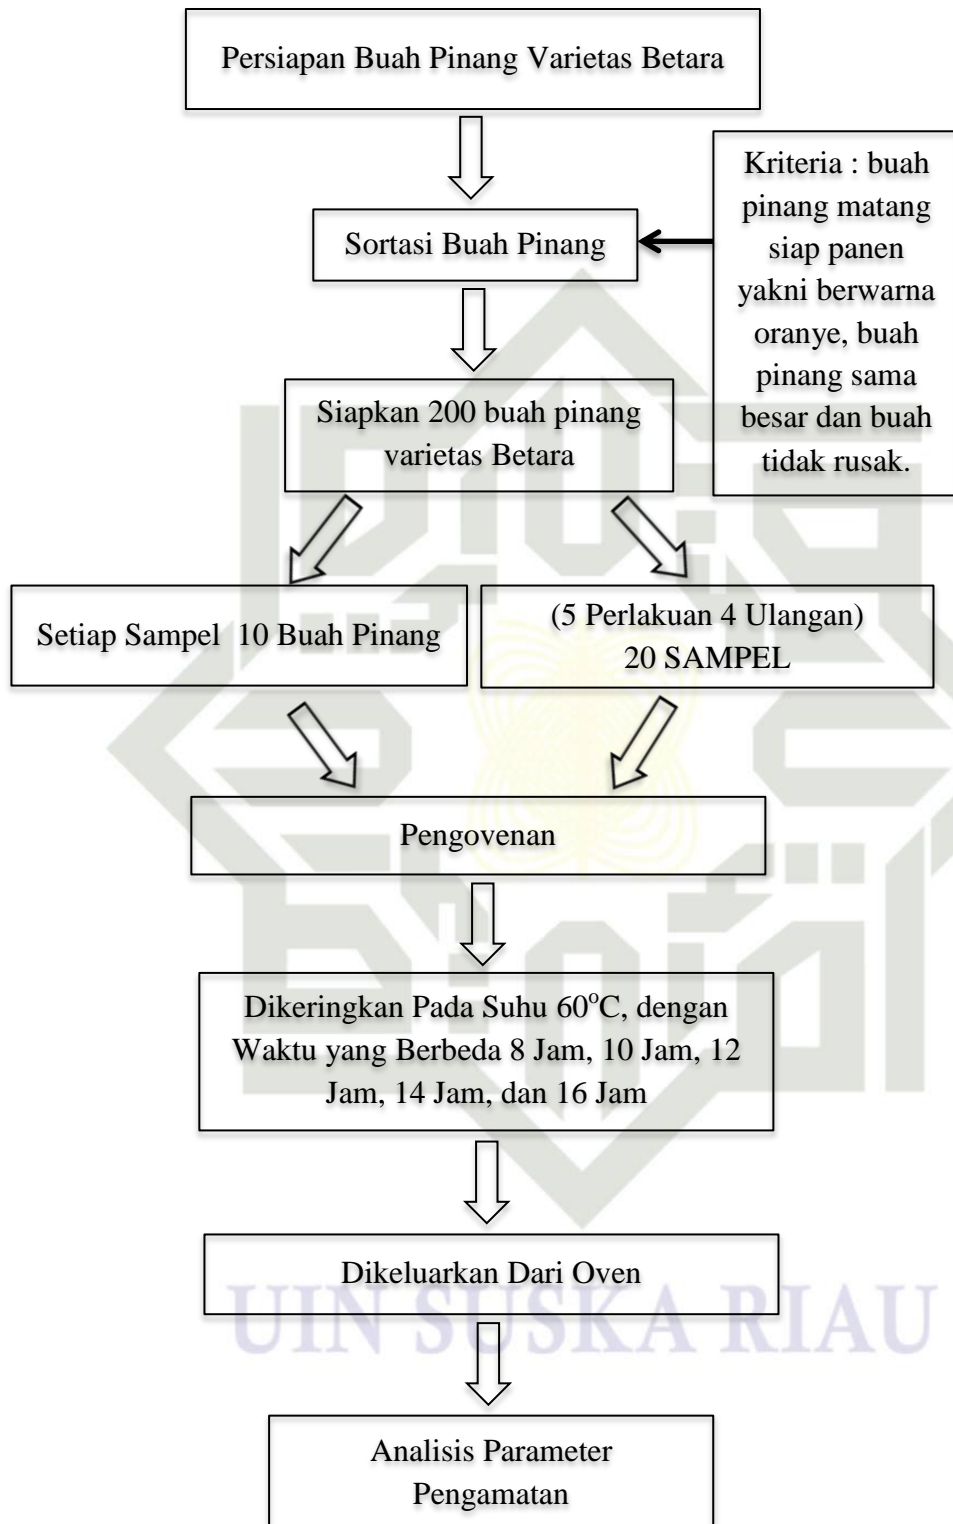 Persiapan Buah Pinang Varietas Betara
Sortasi Buah Pinang
Kriteria : buah
pinang matang
siap panen
yakni berwarna
oranye, buah
pinang sama
besar dan buah
tidak rusak.
Siapkan 200 buah pinang
varietas Betara
Setiap Sampel 10 Buah Pinang
(5 Perlakuan 4 Ulangan)
20 SAMPEL
Pengovenan
Dikeringkan Pada Suhu 60°C, dengan
Waktu yang Berbeda 8 Jam, 10 Jam, 12
Jam, 14 Jam, dan 16 Jam
Dikeluarkan Dari Oven
UIN SUSKA RIAU
Analisis Parameter
Pengamatan